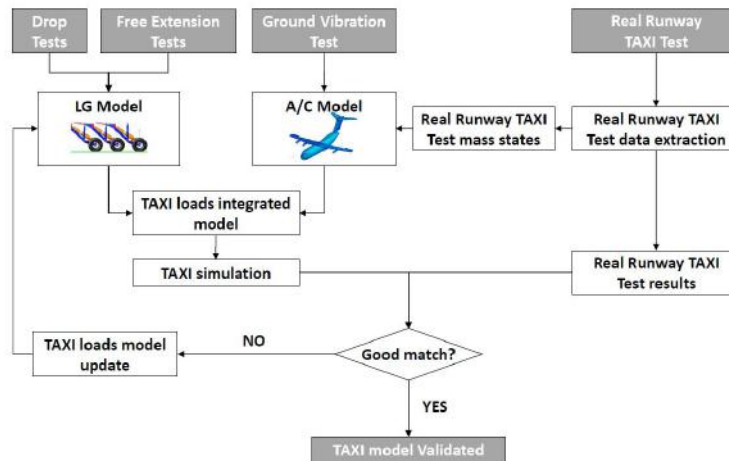 Drop
Tests
Free Extension
Tests
Ground Vibration
Test
Real Runway
TAXI Test
LG Model
A/C Model
Real Runway TAXI
Test mass states
Real Runway TAXI
Test data extraction
TAXI loads integrated
model
TAXI simulation
Real Runway TAXI
Test results
TAXI loads model
update
NO
Good match?
YES
TAXI model Validated